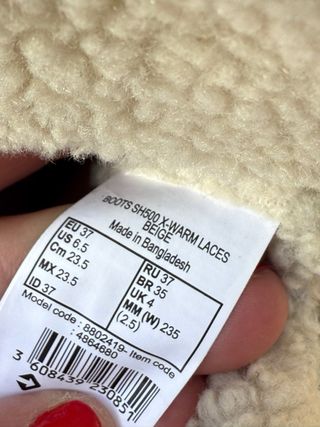 BOOTS SH500 X-WARM LACES
BEIGE
Made in Bangladesh
EU 37
US 6.5
Cm 23.5
MX 23.5
ID 37
RU 37
BR 35
UK 4
MM (W) 235
(2.5)
Model code : 8802419- Item code
: 4864680
3 608439 230851